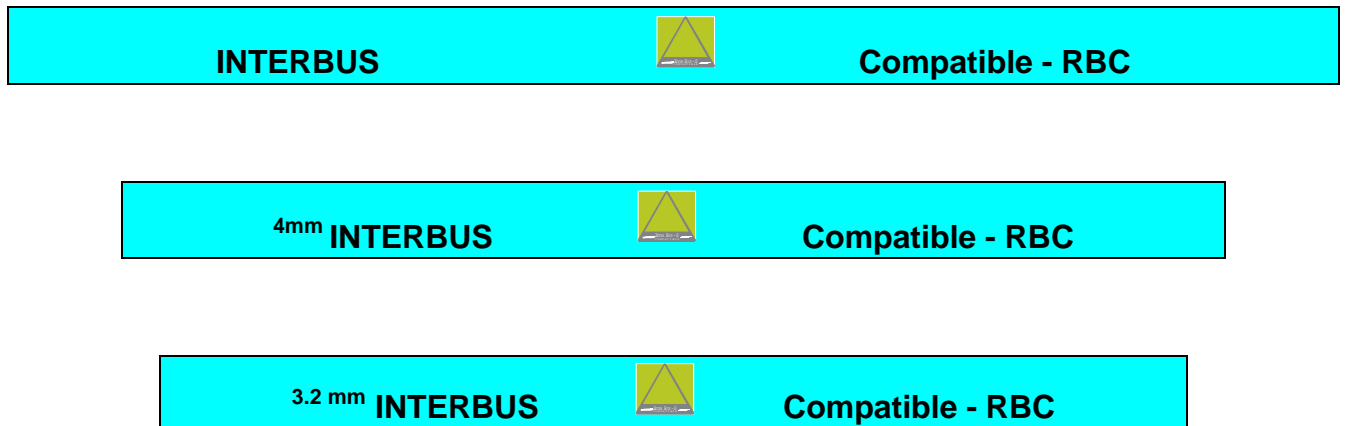 INTERBUS Compatible - RBC
4mm INTERBUS Compatible - RBC
3.2 mm INTERBUS Compatible - RBC